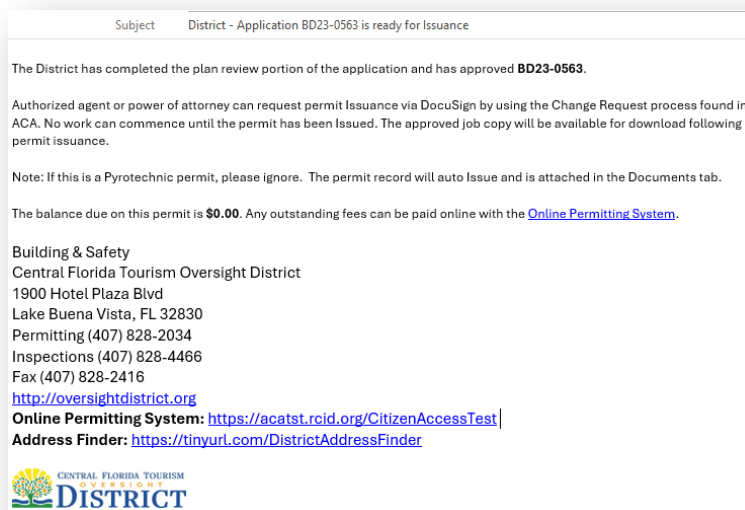 Subject District - Application BD23-0563 is ready for Issuance
The District has completed the plan review portion of the application and has approved BD23-0563.
Authorized agent or power of attorney can request permit Issuance via DocuSign by using the Change Request process found in
ACA. No work can commence until the permit has been Issued. The approved job copy will be available for download following
permit issuance.
Note: If this is a Pyrotechnic permit, please ignore. The permit record will auto Issue and is attached in the Documents tab.
The balance due on this permit is $0.00. Any outstanding fees can be paid online with the Online Permitting System.
Building & Safety
Central Florida Tourism Oversight District
1900 Hotel Plaza Blvd
Lake Buena Vista, FL 32830
Permitting (407) 828-2034
Inspections (407) 828-4466
Fax (407) 828-2416
http://oversightdistrict.org
Online Permitting System: https://acatst.rcid.org/CitizenAccessTest
Address Finder: https://tinyurl.com/DistrictAddressFinder
CENTRAL FLORIDA TOURISM
OVERSIGHT
DISTRICT